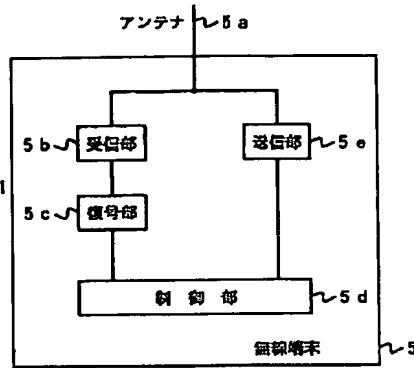 アンテナ 5a
5b 受信部 送信部 5e
1
5c 復号部
制御部 5d
無線端末 5